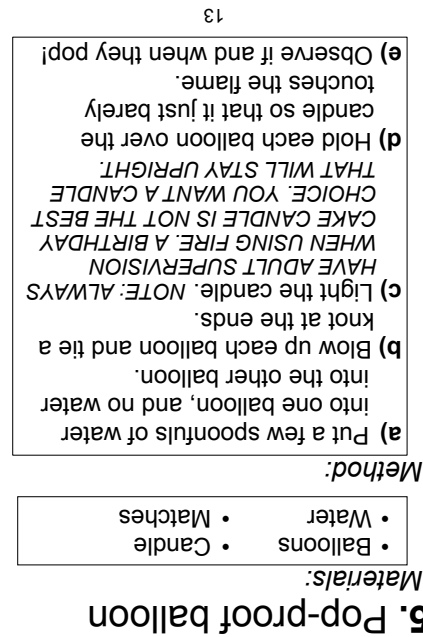 5. Pop-proof balloon
Materials:
• Balloons • Candle
• Water • Matches
Method:
a) Put a few spoonfuls of water
into one balloon, and no water
into the other balloon.
b) Blow up each balloon and tie a
knot at the ends.
c) Light the candle. NOTE: ALWAYS
HAVE ADULT SUPERVISION
WHEN USING FIRE. A BIRTHDAY
CAKE CANDLE IS NOT THE BEST
CHOICE. YOU WANT A CANDLE
THAT WILL STAY UPRIGHT.
d) Hold each balloon over the
candle so that it just barely
touches the flame.
e) Observe if and when they pop!
13